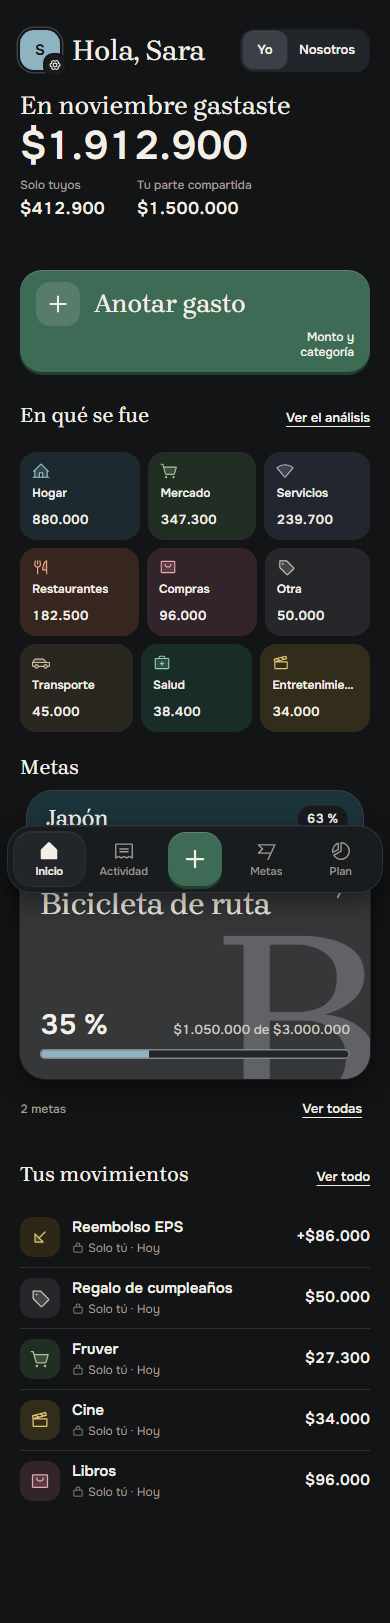 S
Hola, Sara
Yo
Nosotros
En noviembre gastaste
$1.912.900
Solo tuyos
Tu parte compartida
$412.900
$1.500.000
Anotar gasto
Monto y
categoría
En qué se fue
Ver el análisis
Hogar
880.000
Mercado
347.300
Servicios
239.700
Restaurantes
182.500
Compras
96.000
Otra
50.000
Transporte
45.000
Salud
38.400
Entretenimie...
34.000
Metas
Japón
63 %
Inicio
Actividad
Metas
Plan
Bicicleta de ruta
B
35 %
$1.050.000 de $3.000.000
2 metas
Ver todas
Tus movimientos
Ver todo
Reembolso EPS
Solo tú · Hoy
+$86.000
Regalo de cumpleaños
Solo tú · Hoy
$50.000
Fruver
Solo tú · Hoy
$27.300
Cine
Solo tú · Hoy
$34.000
Libros
Solo tú · Hoy
$96.000